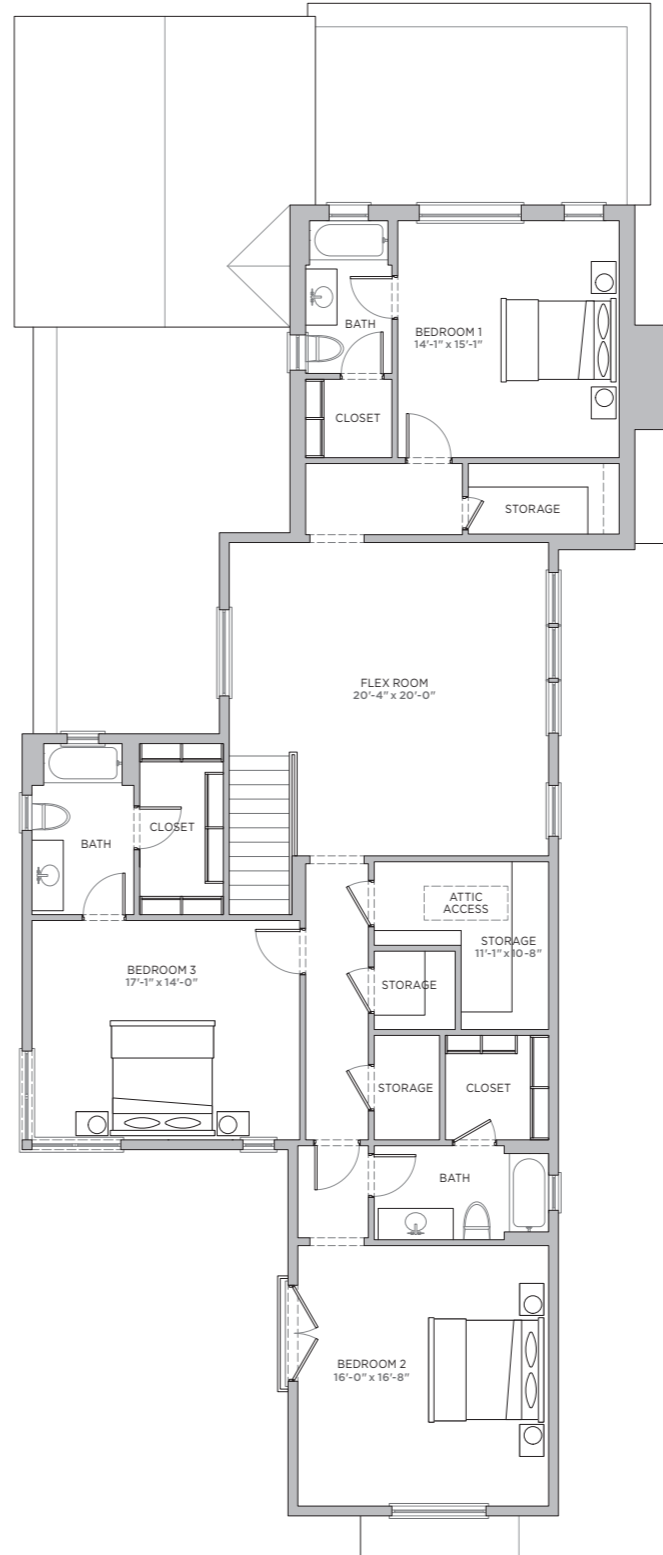 BATH
BEDROOM 1
14'-1" x 15'-1"
CLOSET
STORAGE
FLEX ROOM
20'-4" x 20'-0"
BATH
CLOSET
ATTIC
ACCESS
STORAGE
11'-1" x 10-8"
BEDROOM 3
17'-1" x 14'-0"
STORAGE
STORAGE
CLOSET
BATH
BEDROOM 2
16'-0" x 16'-8"